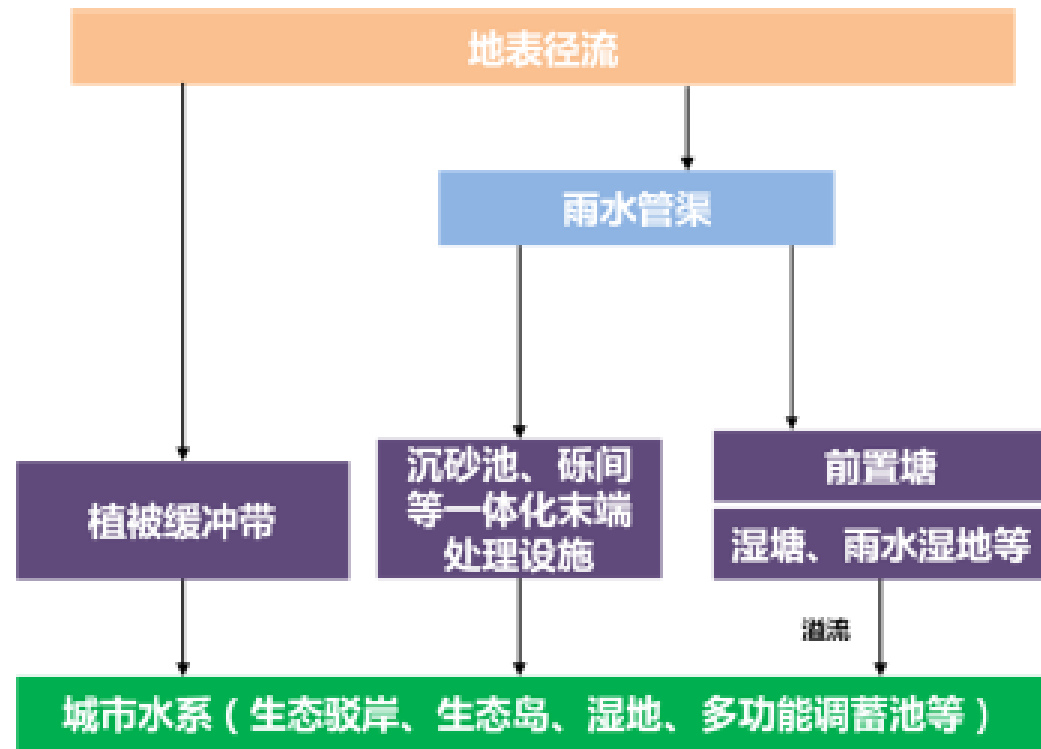 地表径流
雨水管渠
植被缓冲带
沉砂池、砾间
等一体化末端
处理设施
前置塘
湿塘、雨水湿地等
溢流
城市水系（生态驳岸、生态岛、湿地、多功能调蓄池等）